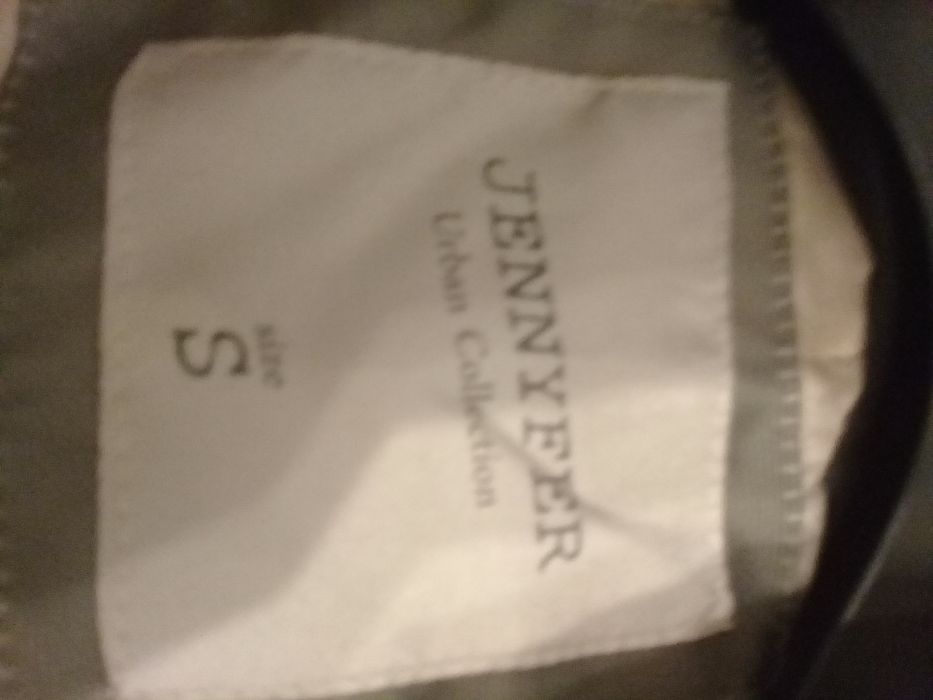 JENNYFER
Urban Collection
size
S